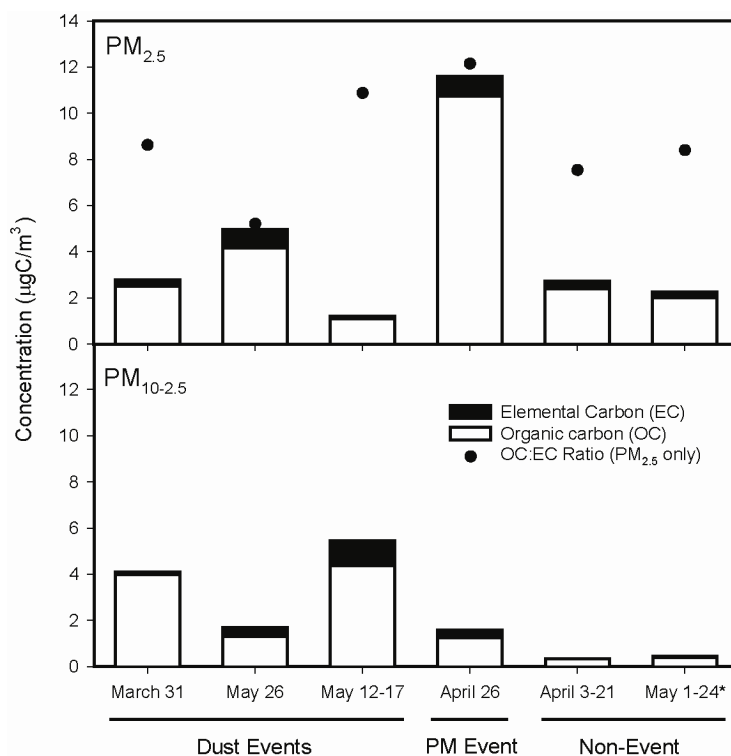 14
PM2.5
12
10
8
6
4
2
0
Concentration (µgC/m³)
PM10-2.5
12
10
8
6
4
2
0
Elemental Carbon (EC)
Organic carbon (OC)
OC:EC Ratio (PM2.5 only)
March 31 May 26 May 12-17 April 26 April 3-21 May 1-24*
Dust Events PM Event Non-Event